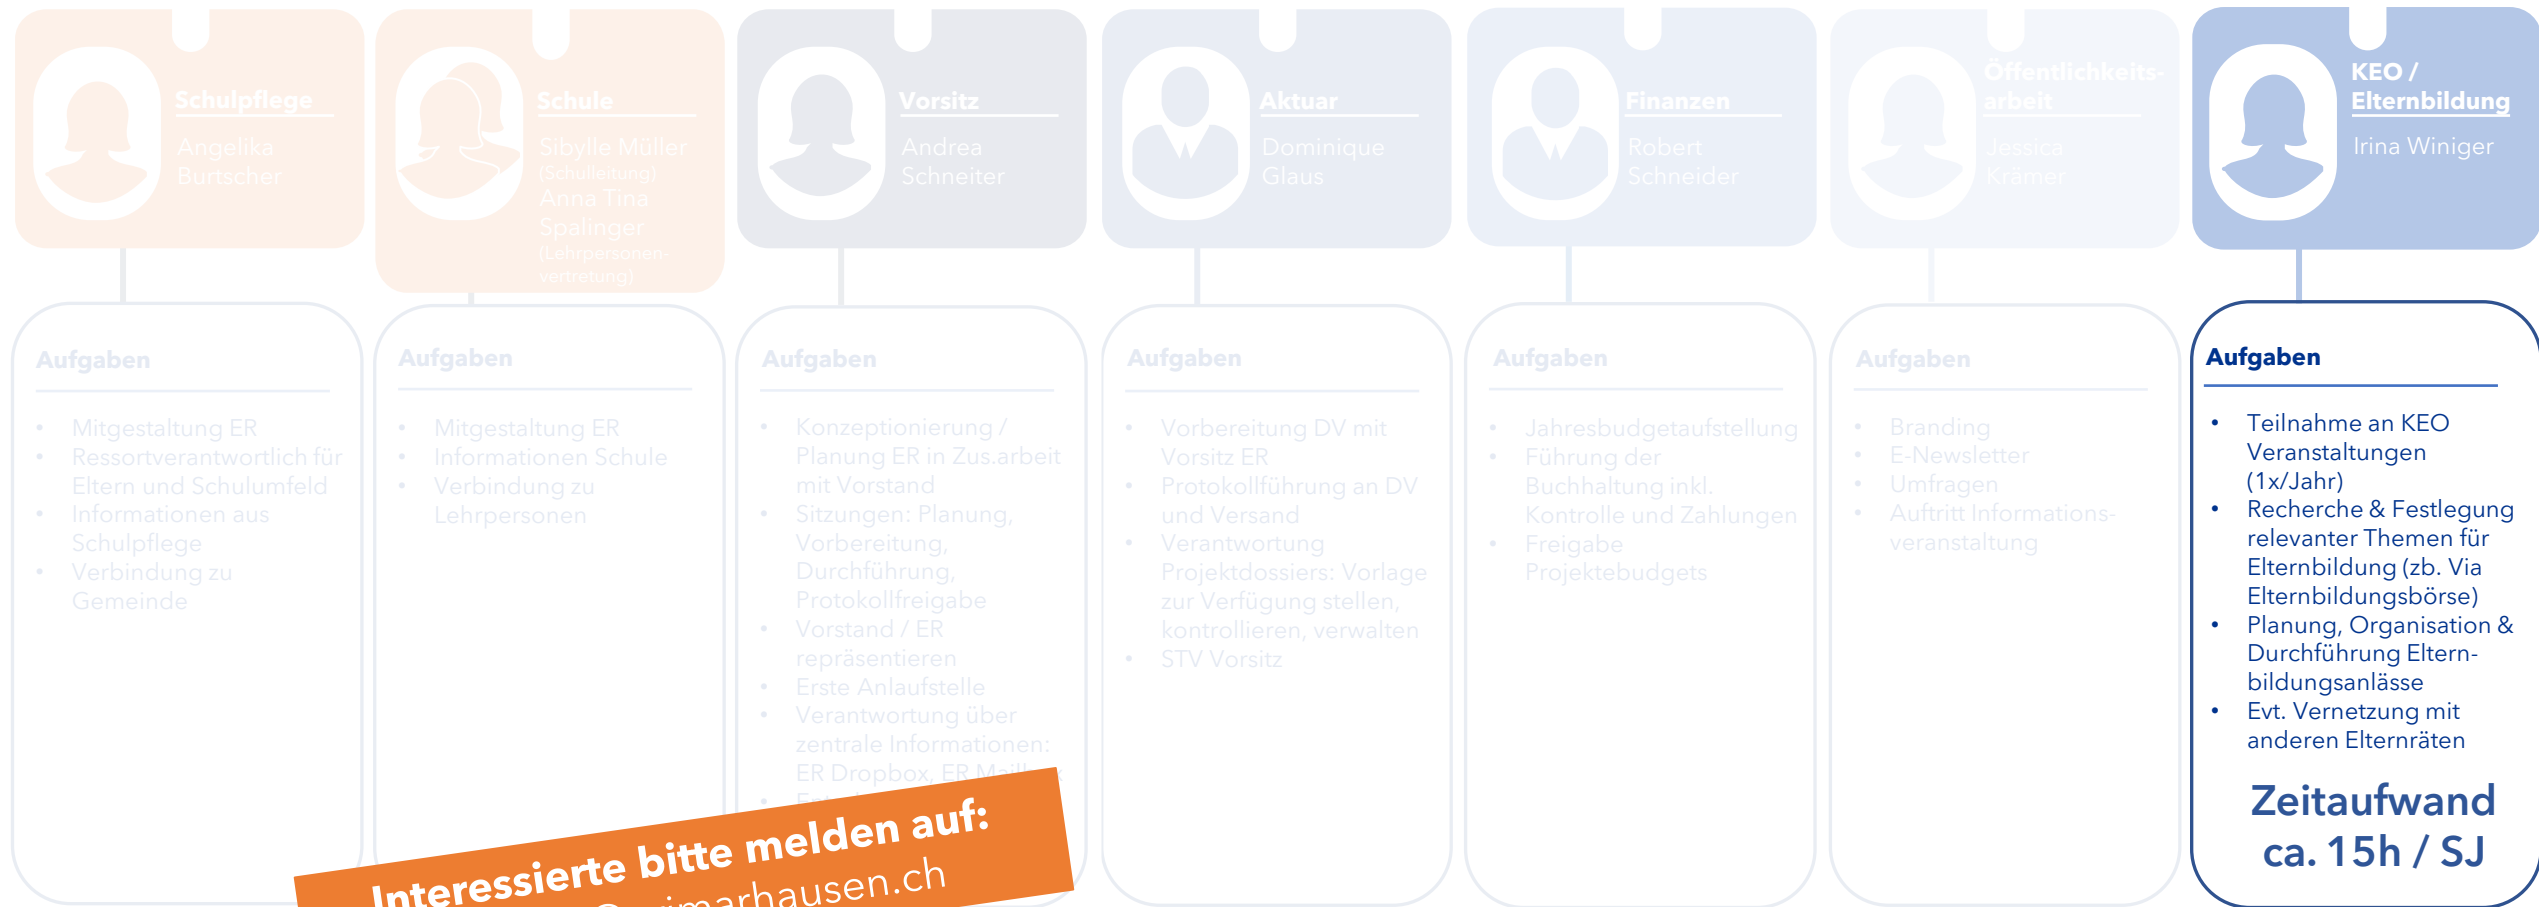 Schulpflege
Angelika
Burtscher
Schule
Sibylle Müller
(Schulleitung)
Anna Tina
Spalinger
(Lehrpersonen-
vertretung)
Vorsitz
Andrea
Schneiter
Aktuar
Dominique
Glaus
Finanzen
Robert
Schneider
Öffentlichkeits-
arbeit
Jessica
Krämer
KEO /
Elternbildung
Irina Winiger
Aufgaben
• Mitgestaltung ER
• Ressortverantwortlich für
Eltern und Schulumfeld
• Informationen aus
Schulpflege
• Verbindung zu
Gemeinde
Aufgaben
• Mitgestaltung ER
• Informationen Schule
• Verbindung zu
Lehrpersonen
Aufgaben
• Konzeptionierung /
Planung ER in Zus.arbeit
mit Vorstand
• Sitzungen: Planung,
Vorbereitung,
Durchführung,
Protokollfreigabe
• Vorstand / ER
repräsentieren
• Erste Anlaufstelle
• Verantwortung über
zentrale Informationen:
ER Dropbox, ER
Aufgaben
• Vorbereitung DV mit
Vorsitz ER
• Protokollführung an DV
und Versand
• Verantwortung
Projektdossiers: Vorlage
zur Verfügung stellen,
kontrollieren, verwalten
• STV Vorsitz
Aufgaben
• Jahresbudgetaufstellung
• Führung der
Buchhaltung inkl.
Kontrolle und Zahlungen
• Freigabe
Projektebudgets
Aufgaben
• Branding
• E-Newsletter
• Umfragen
• Auftritt Informations-
veranstaltung
Aufgaben
• Teilnahme an KEO
Veranstaltungen
(1x/Jahr)
• Recherche & Festlegung
relevanter Themen für
Elternbildung (zb. Via
Elternbildungsbörse)
• Planung, Organisation &
Durchführung Eltern-
bildungsanlässe
• Evt. Vernetzung mit
anderen Elternräten
Zeitaufwand
ca. 15h / SJ
Interessierte bitte melden auf: